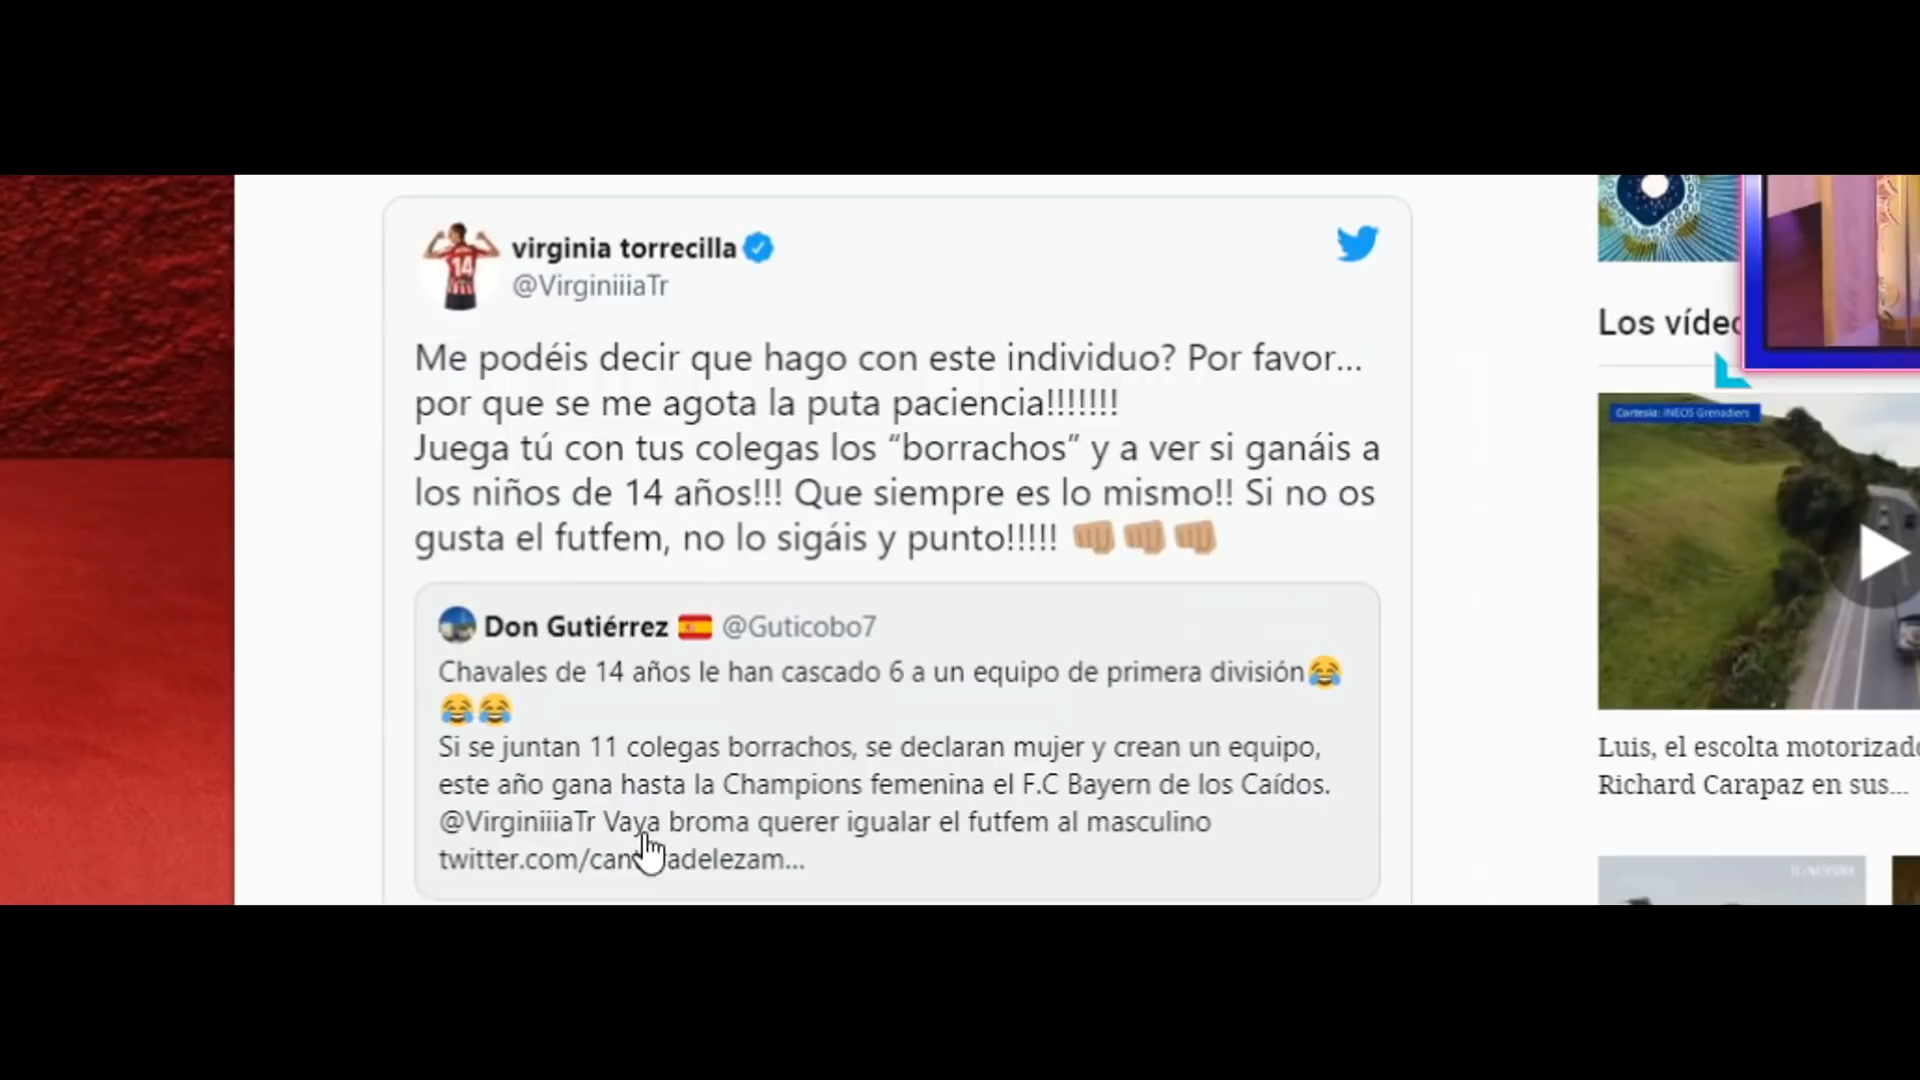 virginia torrecilla
@VirginiiiaTr
Me podéis decir que hago con este individuo? Por favor...
por que se me agota la puta paciencia!!!!!!!
Juega tú con tus colegas los “borrachos” y a ver si ganáis a
los niños de 14 años!!! Que siempre es lo mismo!! Si no os
gusta el futfem, no lo sigáis y punto!!!!! 👊🏼👊🏼👊🏼
Don Gutiérrez 🇪🇸 @Guticobo7
Chavales de 14 años le han cascado 6 a un equipo de primera división😂
😂😂
Si se juntan 11 colegas borrachos, se declaran mujer y crean un equipo,
este año gana hasta la Champions femenina el F.C Bayern de los Caídos.
@VirginiiiaTr Vaya broma querer igualar el futfem al masculino
14
Los
Cortesía: INEOS Grenadiers
Luis, el escolta
Richard Carapaz en sus...